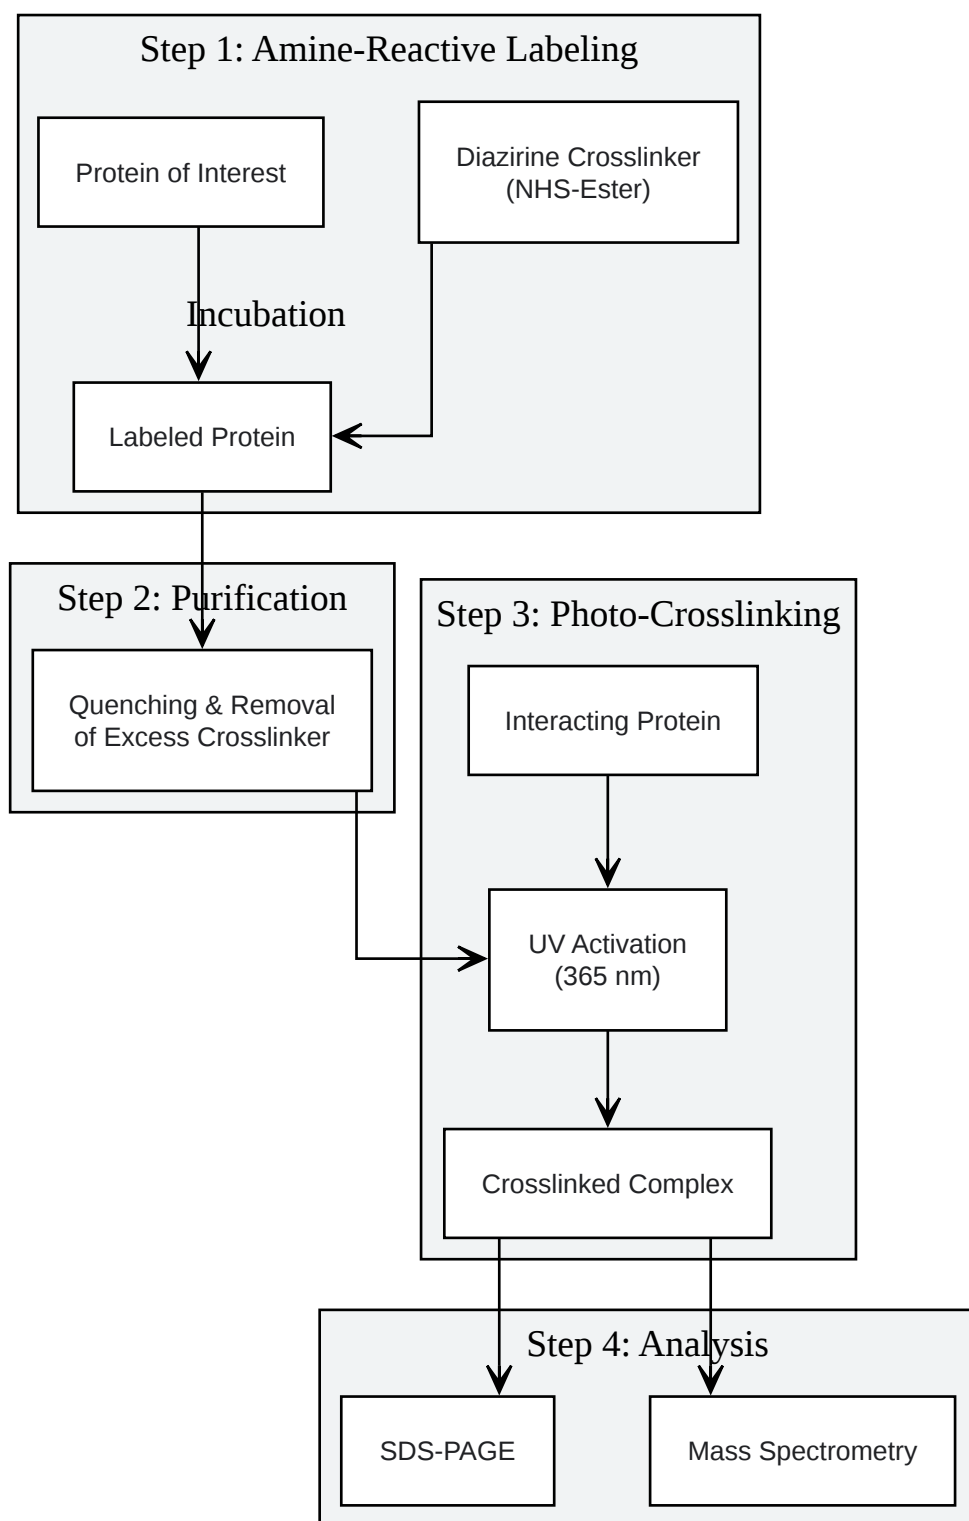 Step 1: Amine-Reactive Labeling
Protein of Interest
Diazirine Crosslinker
(NHS-Ester)
Incubation
Labeled Protein
Step 2: Purification
Quenching & Removal
of Excess Crosslinker
Step 3: Photo-Crosslinking
Interacting Protein
UV Activation
(365 nm)
Crosslinked Complex
Step 4: Analysis
SDS-PAGE
Mass Spectrometry